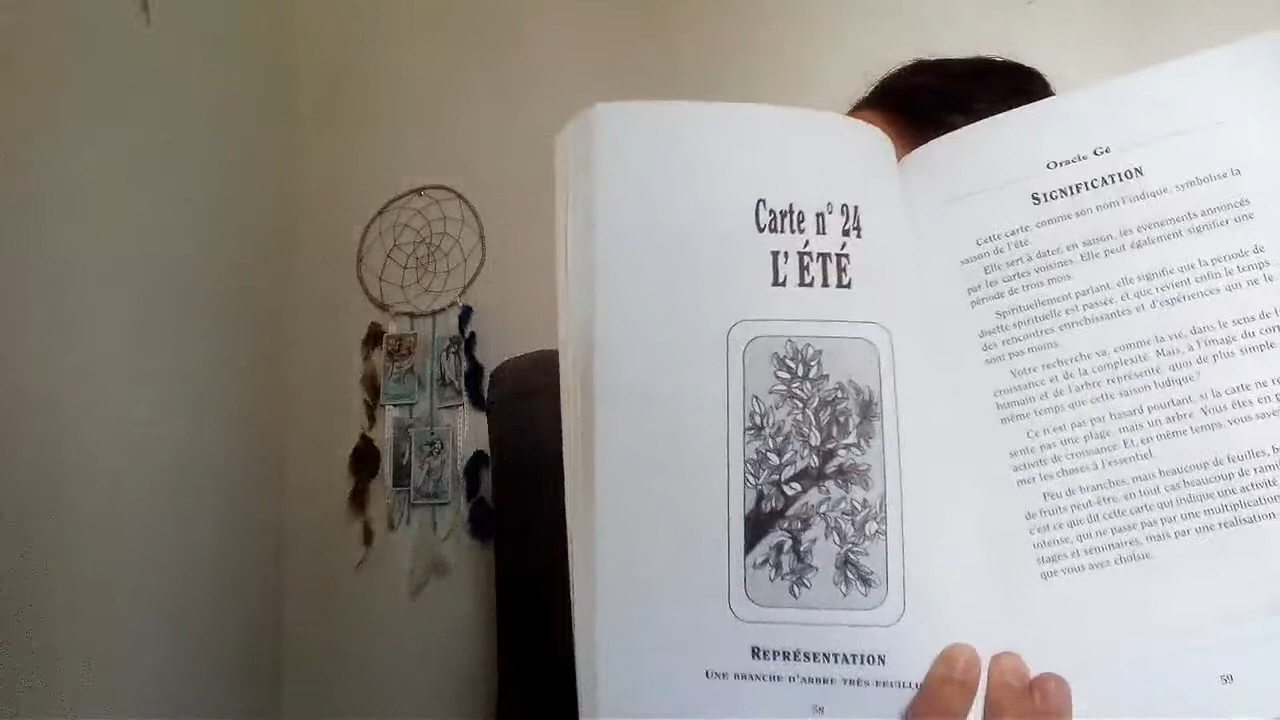 Carte n° 24
L'ÉTÉ
REPRÉSENTATION
UNE BRANCHE D'ARBRE TRÈS FEUILLU
58
Oracle Gé
SIGNIFICATION
Cette carte, comme son nom l'indique, symbolise la
saison de l'été.
Elle sert à dater, en saison, les événements annoncés
par les cartes voisines. Elle peut également signifier une
période de trois mois.
Spirituellement parlant, elle signifie que la période de
disette spirituelle est passée, et que revient enfin le temps
des rencontres enrichissantes et d'expériences qui ne le
sont pas moins.
Votre recherche va, comme la vie, dans le sens de l
croissance et de la complexité. Mais, à l'image du cor
humain et de l'arbre représenté, quoi de plus simple
même temps que cette saison ludique?
Ce n'est pas par hasard pourtant, si la carte ne re
sente pas une plage, mais un arbre. Vous êtes en
activité de croissance. Et, en même temps, vous save
mer les choses à l'essentiel.
Peu de branches, mais beaucoup de feuilles, b
de fruits peut-être, en tout cas beaucoup de ram
c'est ce que dit cette carte qui indique une activité
intense, qui ne passe pas par une multiplication
stages et séminaires, mais par une réalisation
que vous avez choisie.
59